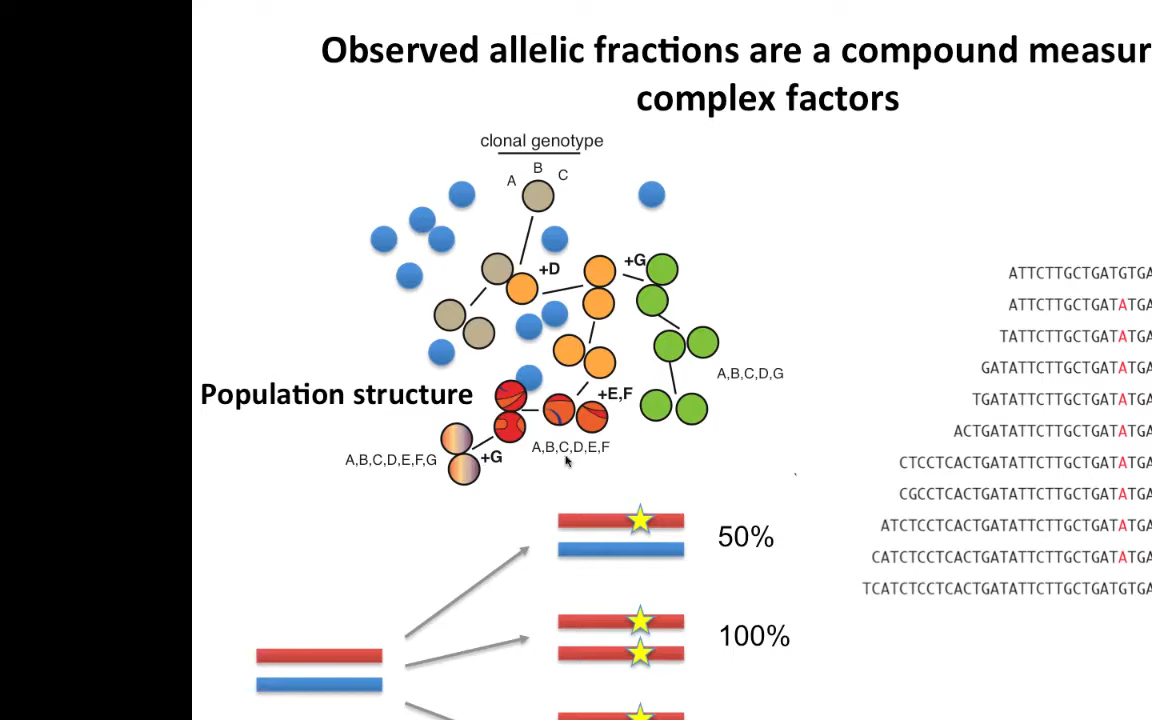 Observed allelic fractions are a compound measur
complex factors
clonal genotype
A B C
+D
+G
A,B,C,D,G
Population structure
+E,F
A,B,C,D,E,F
A,B,C,D,E,F,G
+G
50%
100%
ATTCTTGCTGATGTGA
ATTCTTGCTGATATGA
TATTCTTGCTGATATGA
GATATTCTTGCTGATATGA
TGATATTCTTGCTGATATGA
ACTGATATTCTTGCTGATATGA
CTCCTCACTGATATTCTTGCTGATATGA
CGCCTCACTGATATTCTTGCTGATATGA
ATCTCCTCACTGATATTCTTGCTGATATGA
CATCTCCTCACTGATATTCTTGCTGATATGA
TCATCTCCTCACTGATATTCTTGCTGATGTGA